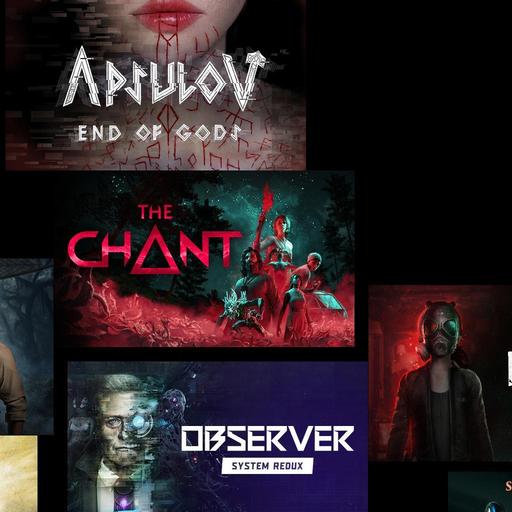 APSULOV
END OF GODS
THE
CHANT
OBSERVER
SYSTEM REDUX
S